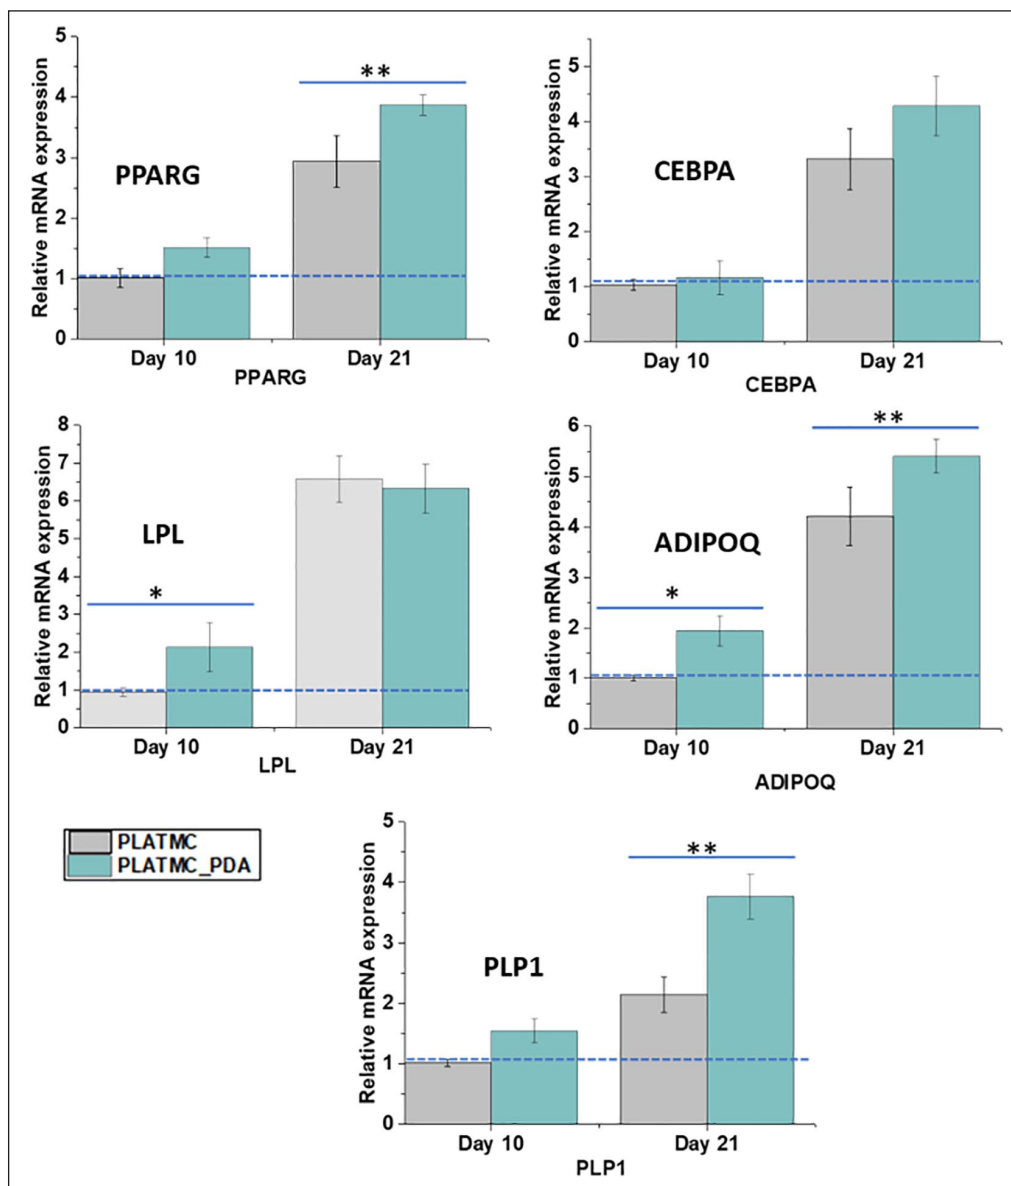 Relative mRNA expression
5
4
3
2
1
0
**
PPARG
Day 10
Day 21
PPARG
Relative mRNA expression
5
4
3
2
1
0
CEBPA
Day 10
Day 21
CEBPA
Relative mRNA expression
8
7
6
5
4
3
2
1
0
LPL
*
Day 10
Day 21
LPL
Relative mRNA expression
6
5
4
3
2
1
0
**
ADIPOQ
*
Day 10
Day 21
ADIPOQ
PLATMC
PLATMC_PDA
Relative mRNA expression
5
4
3
2
1
0
**
PLP1
Day 10
Day 21
PLP1